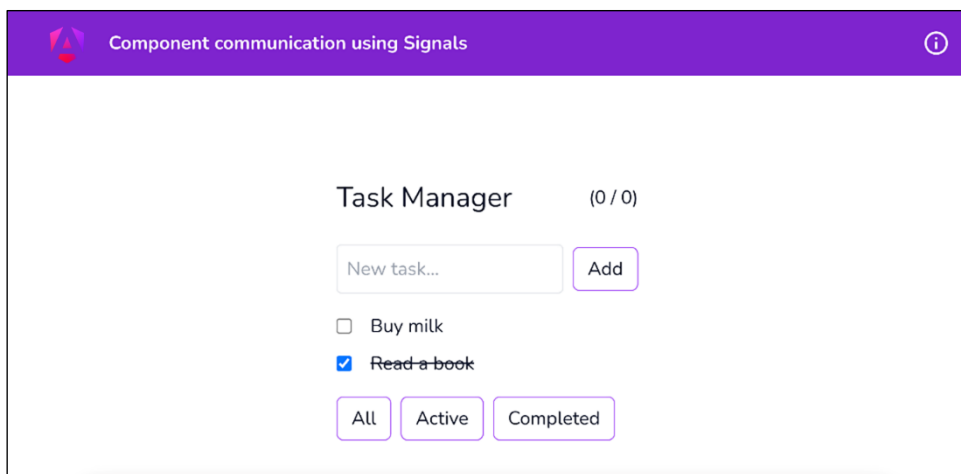 Component communication using Signals
Task Manager (0 / 0)
New task... Add
Buy milk
Read a book
All Active Completed